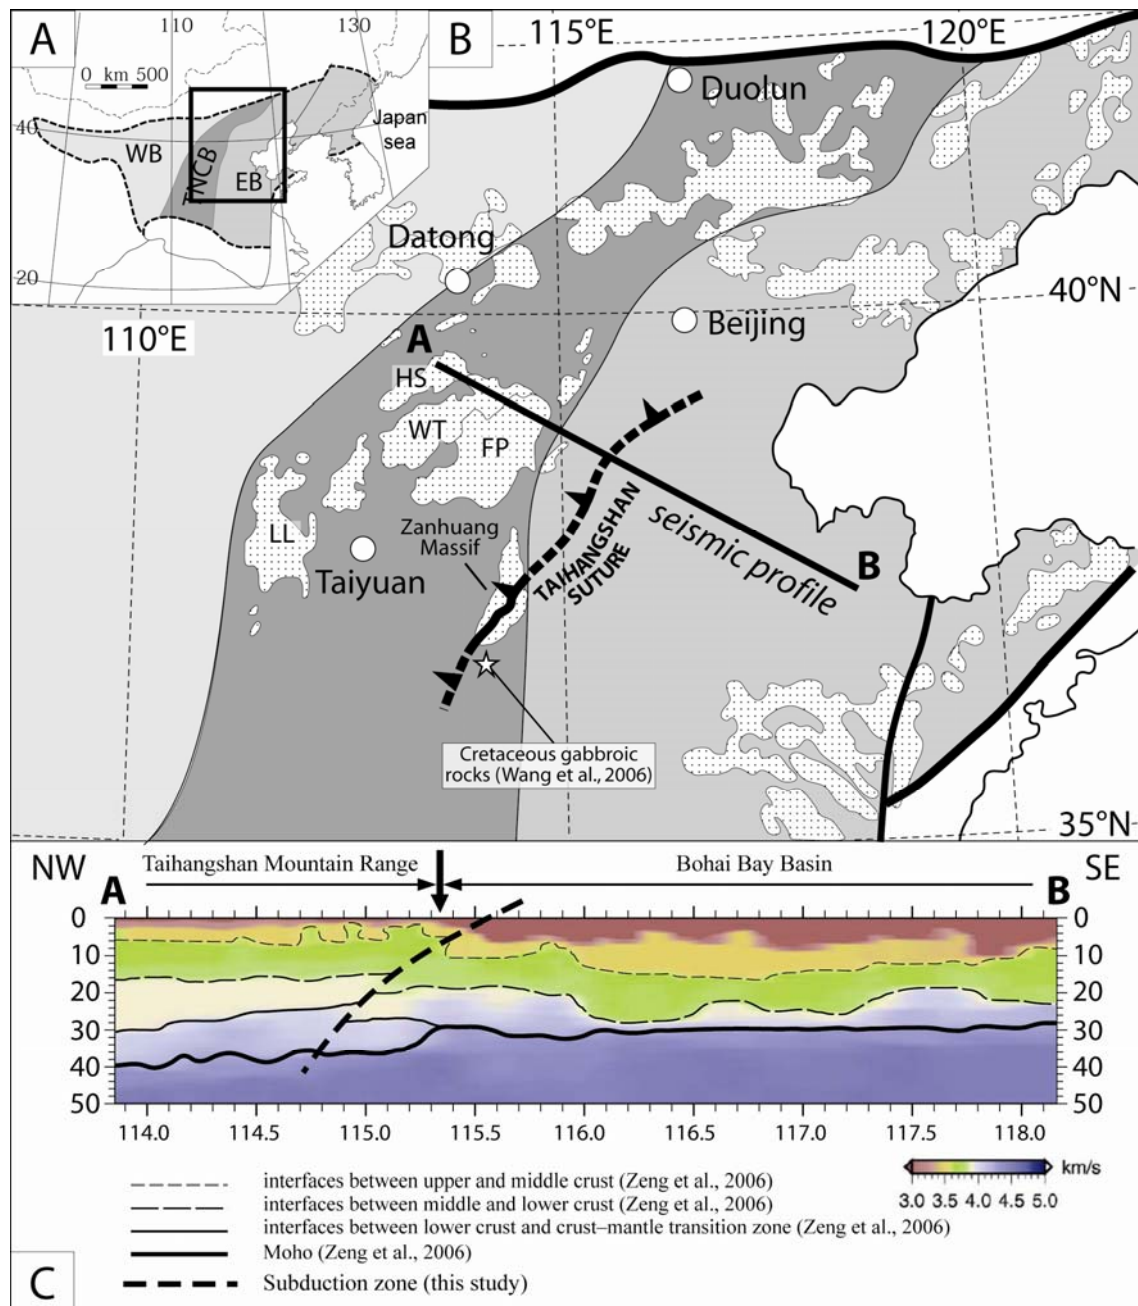 A
110
130
0 km 500
40
WB
TNCB
EB
Japan
sea
20
B
115°E
120°E
Duolun
Datong
40°N
110°E
Beijing
A
HS
WT
FP
LL
Zanhuang
Massif
Taiyuan
TAIHANGSHAN
SUTURE
seismic profile
B
Cretaceous gabbroic
rocks (Wang et al., 2006)
35°N
NW
Taihangshan Mountain Range
Bohai Bay Basin
SE
A
B
0
10
20
30
40
50
0
10
20
30
40
50
114.0 114.5 115.0 115.5 116.0 116.5 117.0 117.5 118.0
km/s
3.0 3.5 4.0 4.5 5.0
interfaces between upper and middle crust (Zeng et al., 2006)
interfaces between middle and lower crust (Zeng et al., 2006)
interfaces between lower crust and crust–mantle transition zone (Zeng et al., 2006)
Moho (Zeng et al., 2006)
Subduction zone (this study)
C